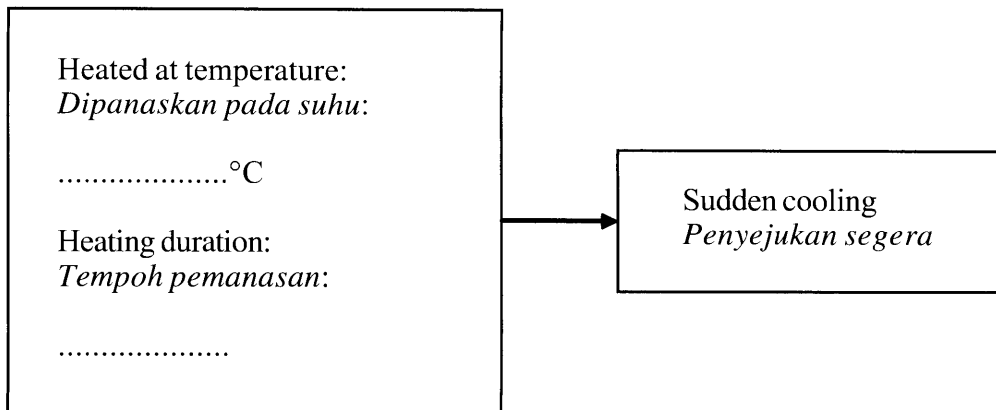 Heated at temperature:
Dipanaskan pada suhu:
....................°C
Heating duration:
Tempoh pemanasan:
....................
Sudden cooling
Penyejukan segera